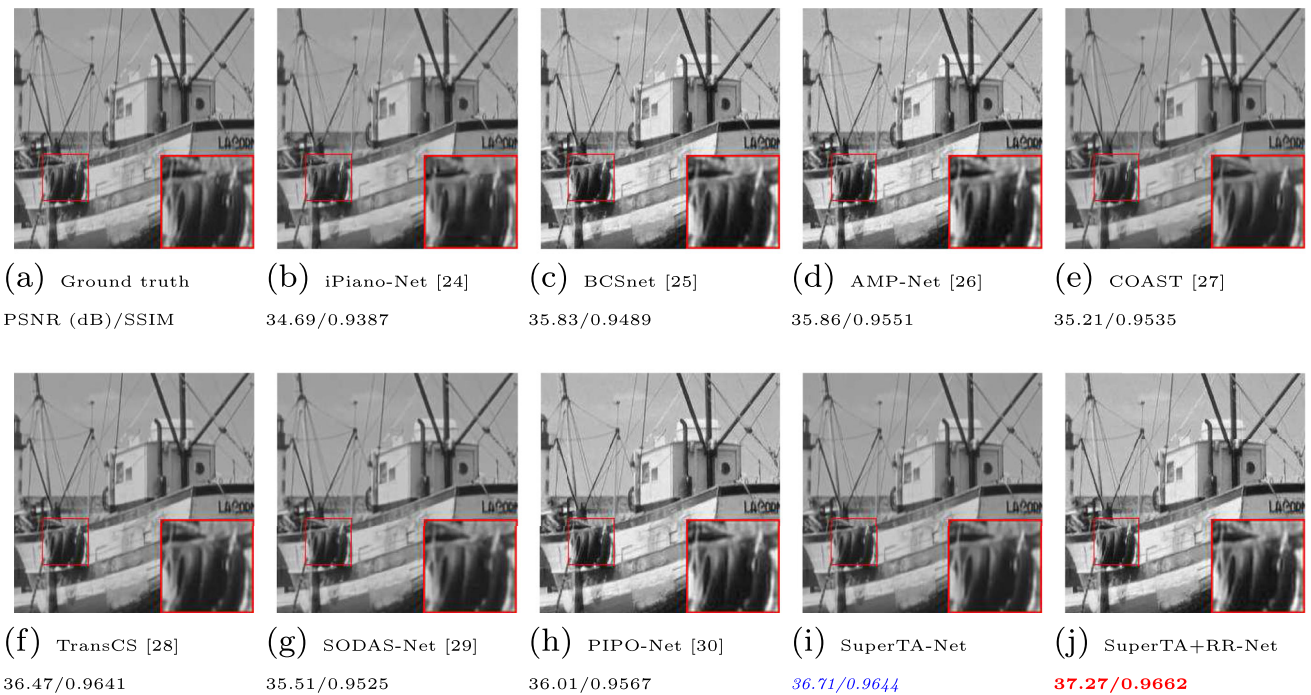 (a) Ground truth
PSNR (dB)/SSIM
(b) iPiano-Net [24]
34.69/0.9387
(c) BCSnet [25]
35.83/0.9489
(d) AMP-Net [26]
35.86/0.9551
(e) COAST [27]
35.21/0.9535
(f) TransCS [28]
36.47/0.9641
(g) SODAS-Net [29]
35.51/0.9525
(h) PIPO-Net [30]
36.01/0.9567
(i) SuperTA-Net
36.71/0.9644
(j) SuperTA+RR-Net
37.27/0.9662